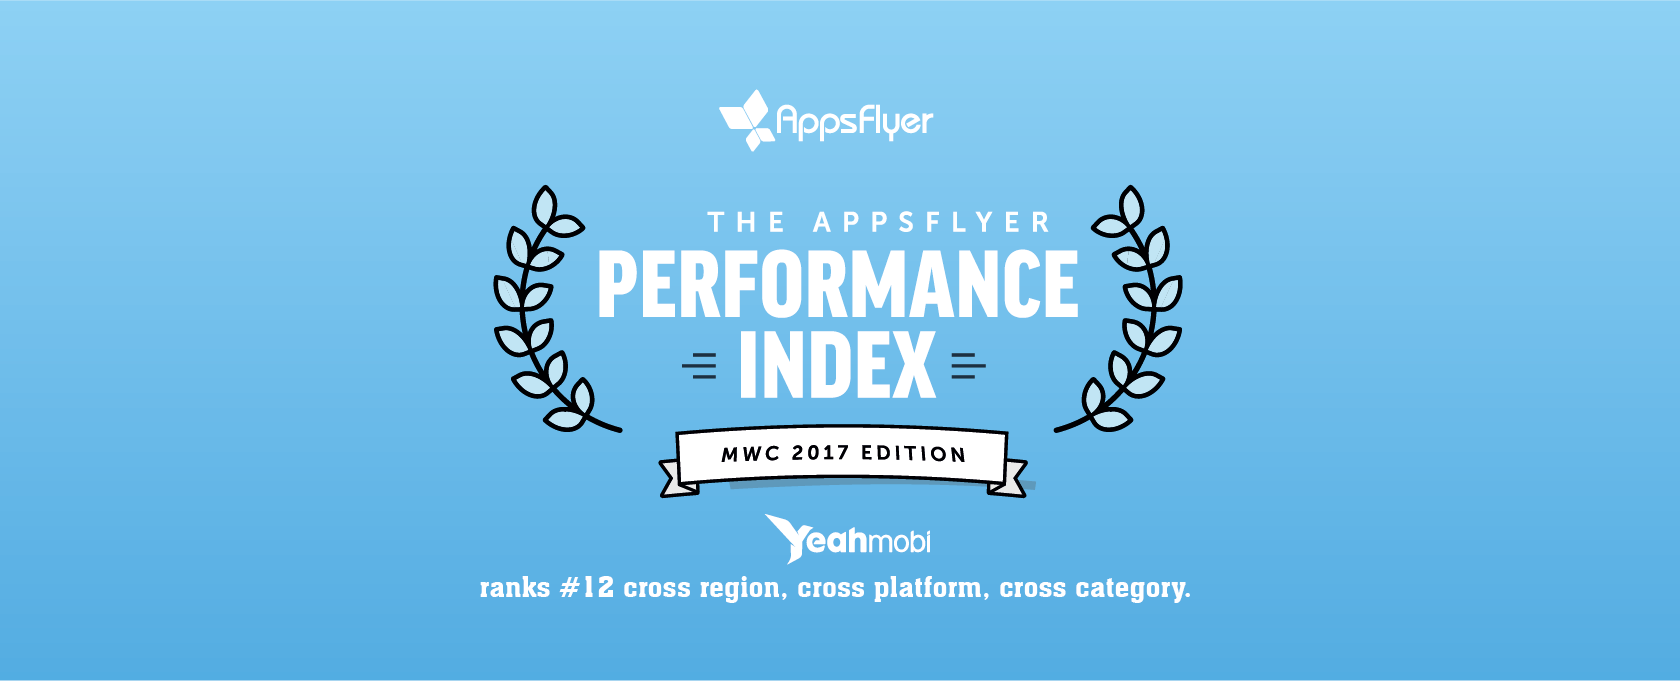 AppsFlyer
THE APPSFLYER
PERFORMANCE
INDEX
MWC 2017 EDITION
Yeahmobi
ranks #12 cross region, cross platform, cross category.